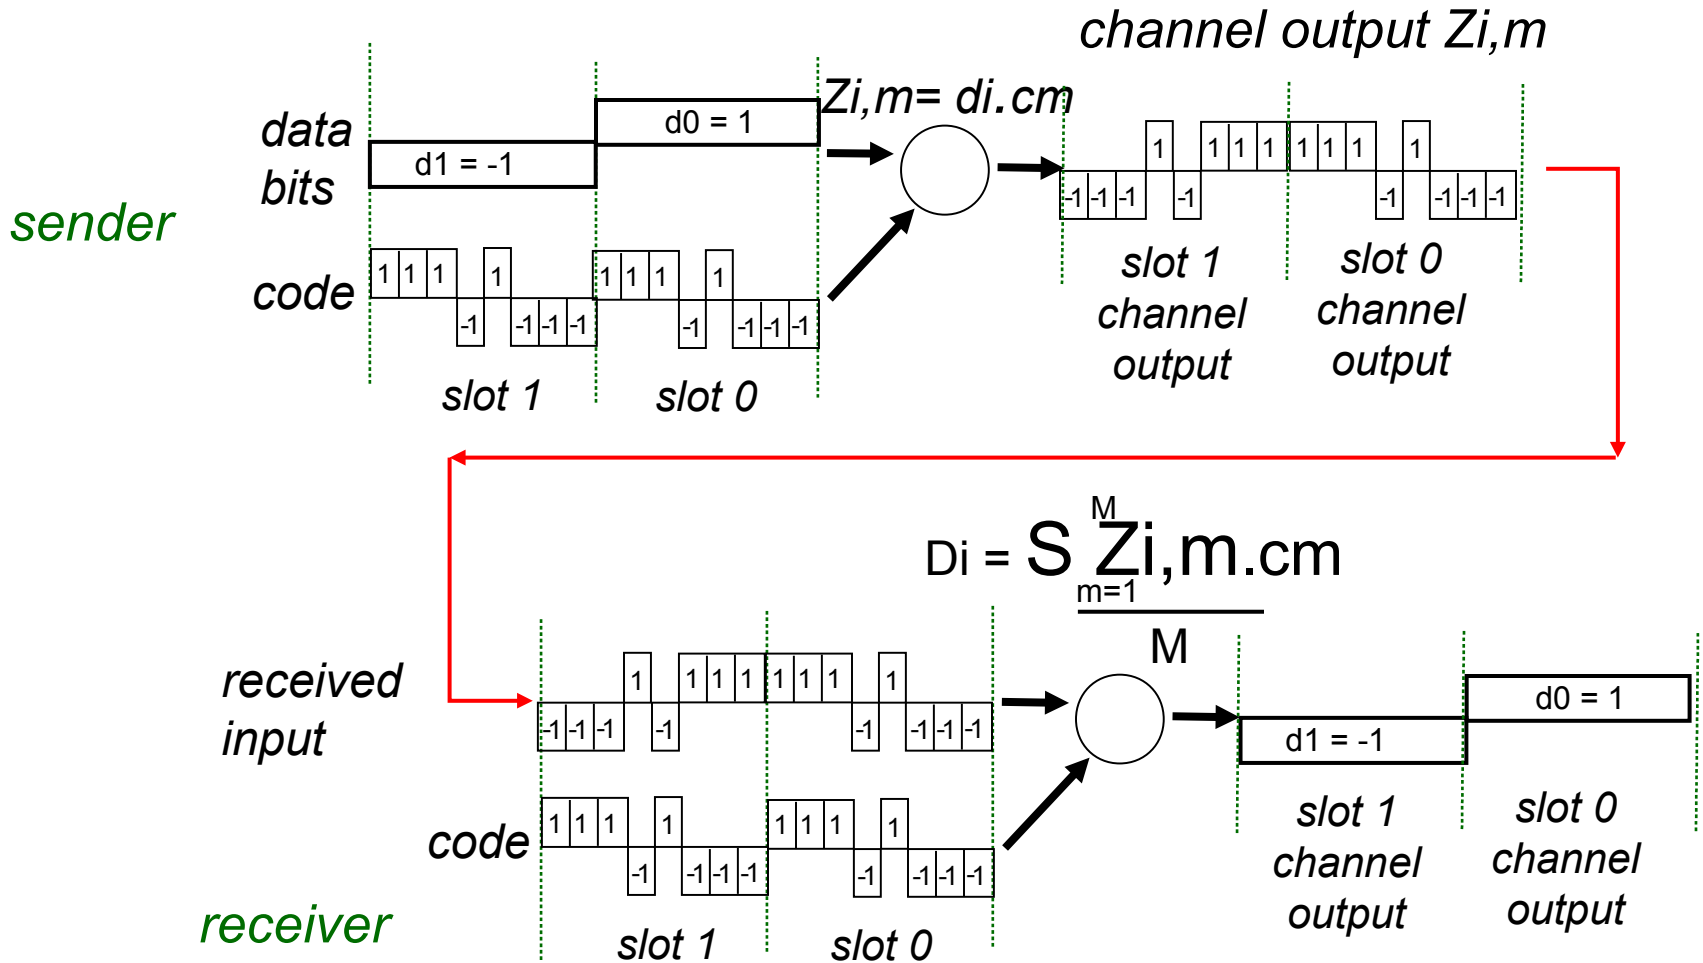 channel output Zi,m
Zi,m= di.cm
data
bits
d0 = 1
d1 = -1
sender
code
1 1 1 -1 1 -1 -1 -1 1 1 1 -1 1 -1 -1 -1
slot 1
slot 0
-1 -1 -1 1 -1 1 1 1 1 1 1 -1 1 -1 -1 -1
slot 1
channel
output
slot 0
channel
output
M
Di = S Zi,m.cm
m=1
M
received
input
-1 -1 -1 1 -1 1 1 1 1 1 1 -1 1 -1 -1 -1
code
1 1 1 -1 1 -1 -1 -1 1 1 1 -1 1 -1 -1 -1
receiver
slot 1
slot 0
d0 = 1
d1 = -1
slot 1
channel
output
slot 0
channel
output